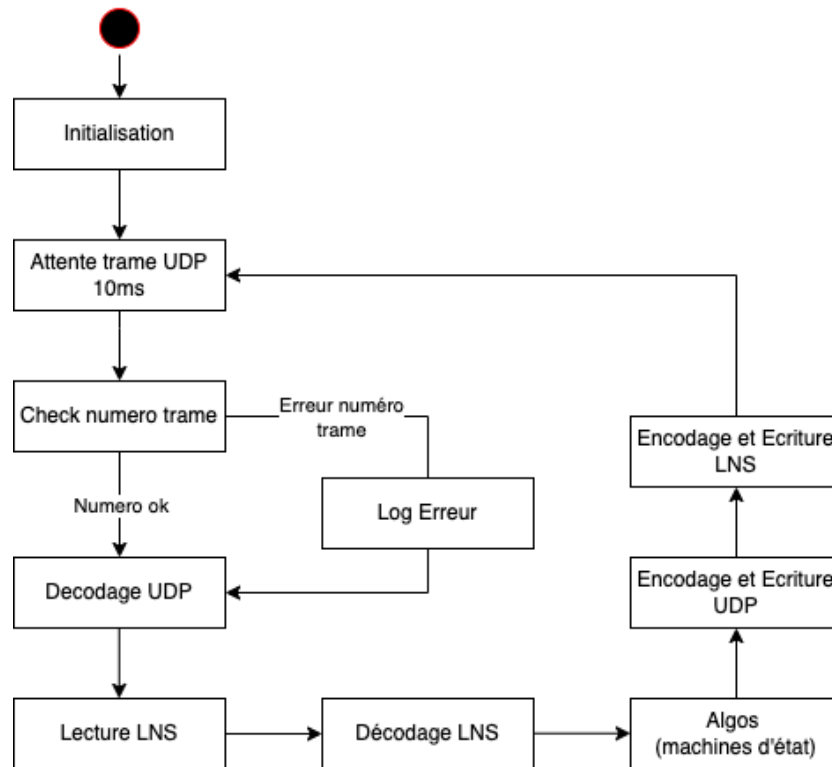 Initialisation
Attente trame UDP
10ms
Check numero trame
Erreur numéro
trame
Numero ok
Log Erreur
Encodage et Ecriture
LNS
Decodage UDP
Encodage et Ecriture
UDP
Lecture LNS
Décodage LNS
Algos
(machines d'état)